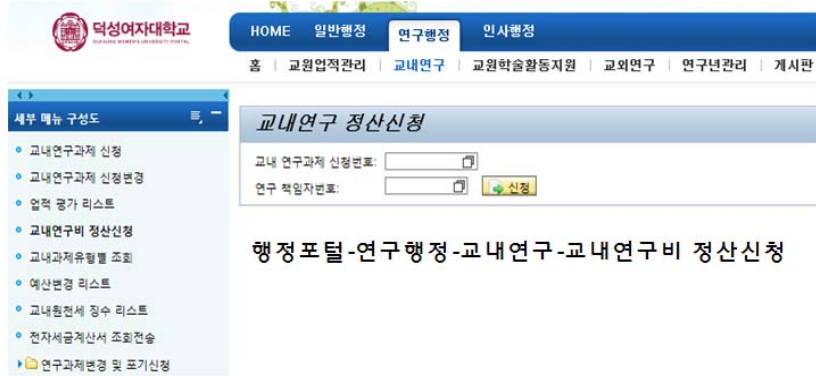 덕성여자대학교
DUKSUNG WOMEN'S UNIVERSITY PORTAL
HOME 일반행정 연구행정 인사행정
홈 | 교원업적관리 | 교내연구 | 교원학술활동지원 | 교외연구 | 연구년관리 | 게시판
세부 메뉴 구성도
교내연구과제 신청
교내연구과제 신청변경
업적 평가 리스트
교내연구비 정산신청
교내과제유형별 조회
예산변경 리스트
교내원천세 징수 리스트
전자세금계산서 조회전송
연구과제변경 및 포기신청
교내연구 정산신청
교내 연구과제 신청번호:
연구 책임자번호: 신청
행정포털-연구행정-교내연구-교내연구비 정산신청